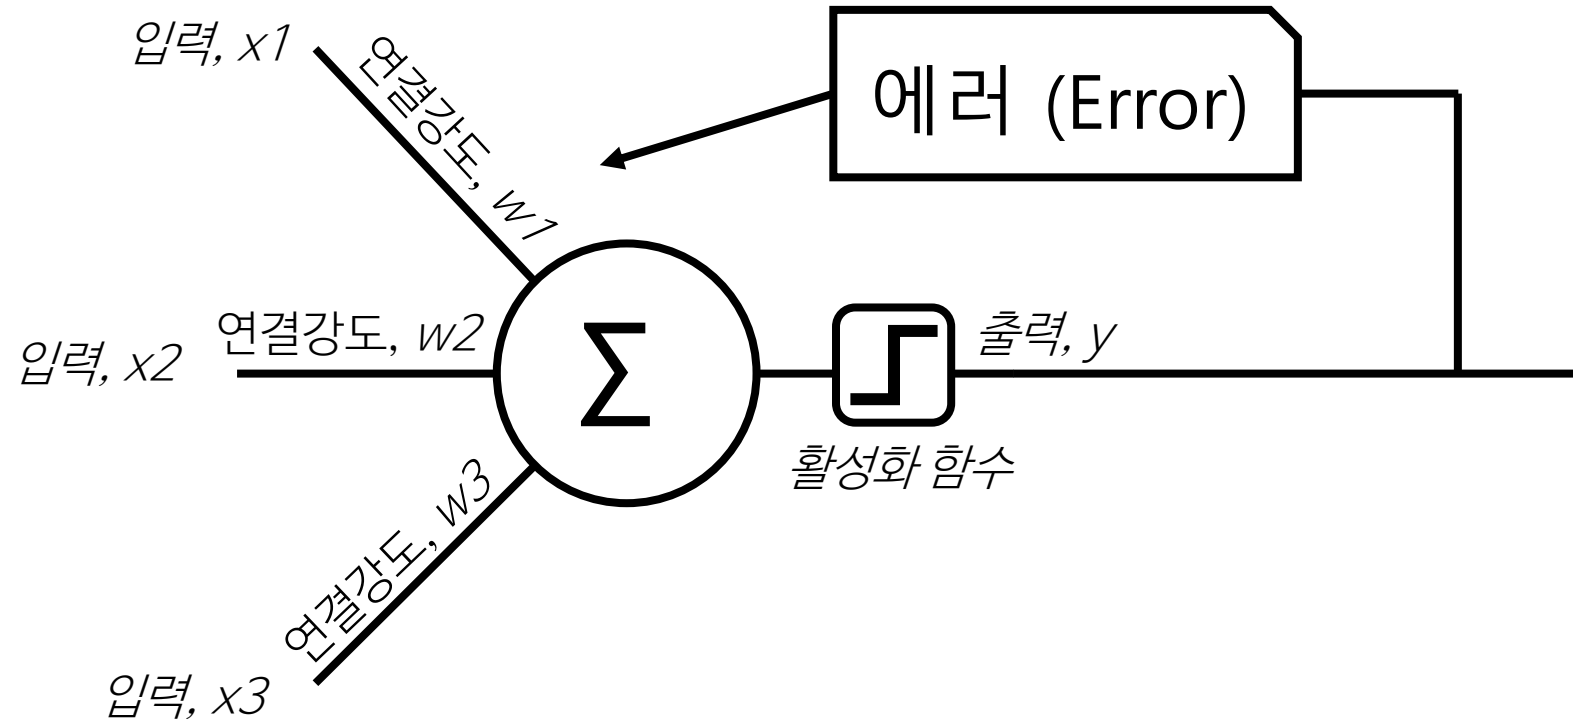 입력, x1
연결강도, w1
에러 (Error)
입력, x2
연결강도, w2
Σ
출력, y
활성화 함수
연결강도, w3
입력, x3